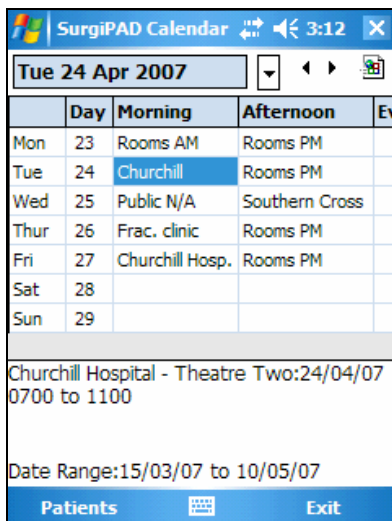 SurgiPAD Calendar 3:12
Tue 24 Apr 2007
Day Morning Afternoon Ev
Mon 23 Rooms AM Rooms PM
Tue 24 Churchill Rooms PM
Wed 25 Public N/A Southern Cross
Thur 26 Frac. clinic Rooms PM
Fri 27 Churchill Hosp. Rooms PM
Sat 28
Sun 29
Churchill Hospital - Theatre Two:24/04/07
0700 to 1100
Date Range:15/03/07 to 10/05/07
Patients Exit